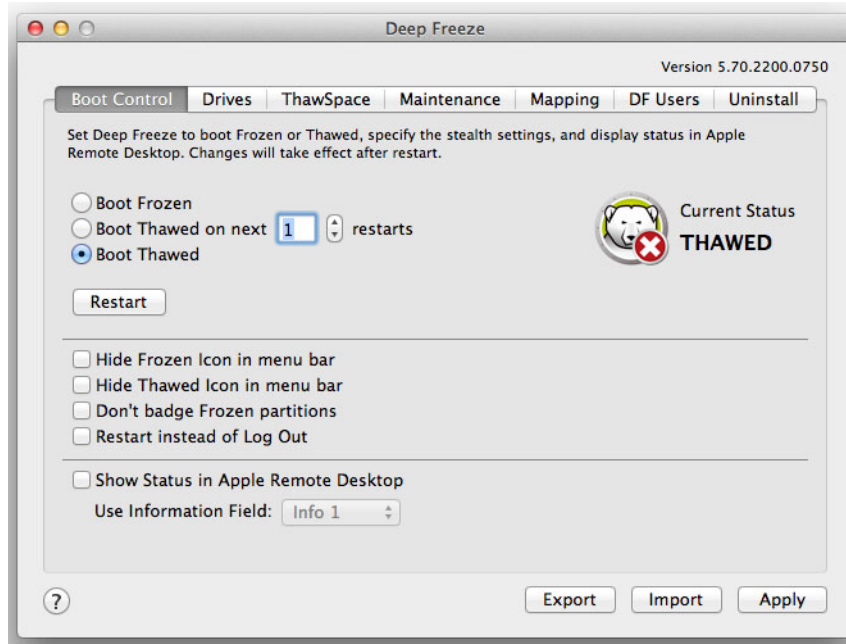 Deep Freeze
Version 5.70.2200.0750
Boot Control Drives ThawSpace Maintenance Mapping DF Users Uninstall
Set Deep Freeze to boot Frozen or Thawed, specify the stealth settings, and display status in Apple
Remote Desktop. Changes will take effect after restart.
Boot Frozen
Boot Thawed on next 1 restarts
Boot Thawed
Current Status
THAWED
Restart
Hide Frozen Icon in menu bar
Hide Thawed Icon in menu bar
Don't badge Frozen partitions
Restart instead of Log Out
Show Status in Apple Remote Desktop
Use Information Field: Info 1
? Export Import Apply